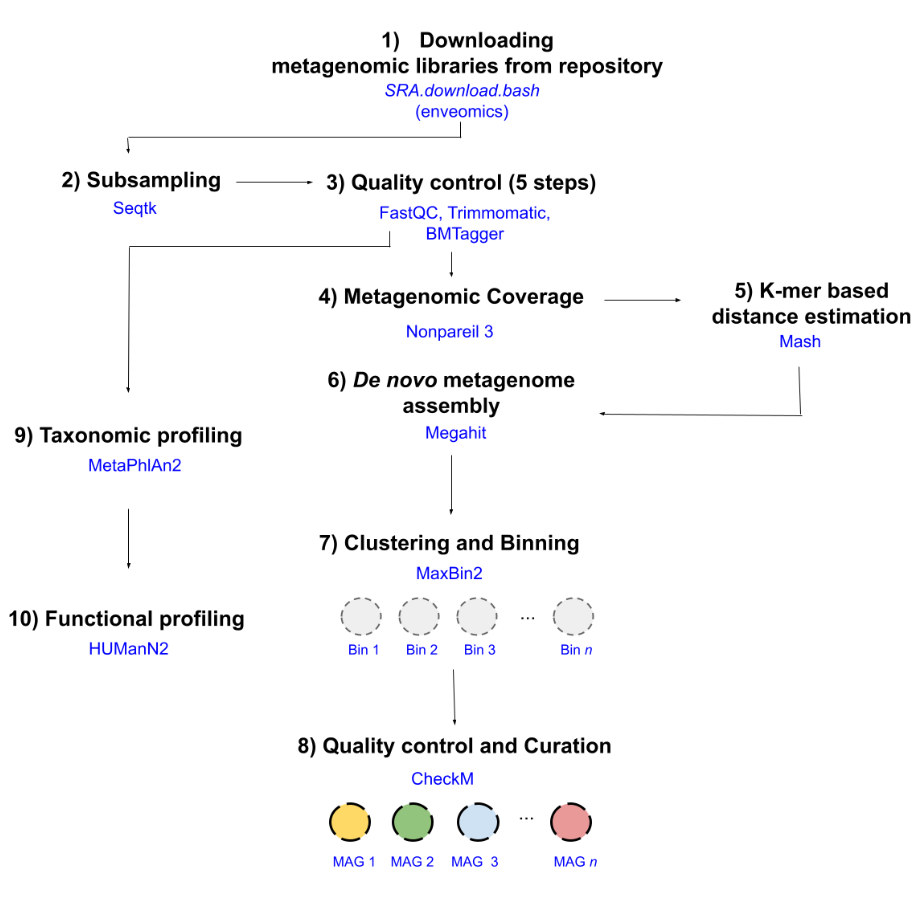 1) Downloading
metagenomic libraries from repository
SRA.download.bash
(enveomics)
2) Subsampling
Seqtk
3) Quality control (5 steps)
FastQC, Trimmomatic,
BMTagger
4) Metagenomic Coverage
Nonpareil 3
5) K-mer based
distance estimation
Mash
6) De novo metagenome
assembly
Megahit
7) Clustering and Binning
MaxBin2
Bin 1 Bin 2 Bin 3 ... Bin n
8) Quality control and Curation
CheckM
MAG 1 MAG 2 MAG 3 ... MAG n
9) Taxonomic profiling
MetaPhlAn2
10) Functional profiling
HUManN2